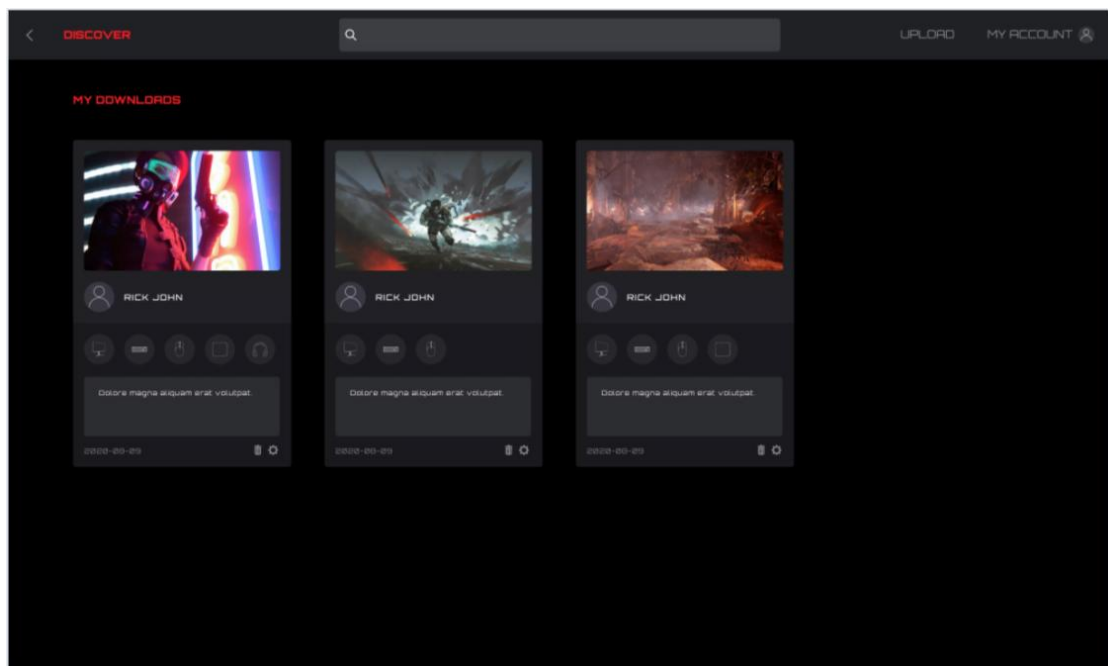 DISCOVER
UPLOAD
MY ACCOUNT
MY DOWNLOADS
RICK JOHN
RICK JOHN
RICK JOHN
Dolore magna aliquam erat volutpat.
Dolore magna aliquam erat volutpat.
Dolore magna aliquam erat volutpat.